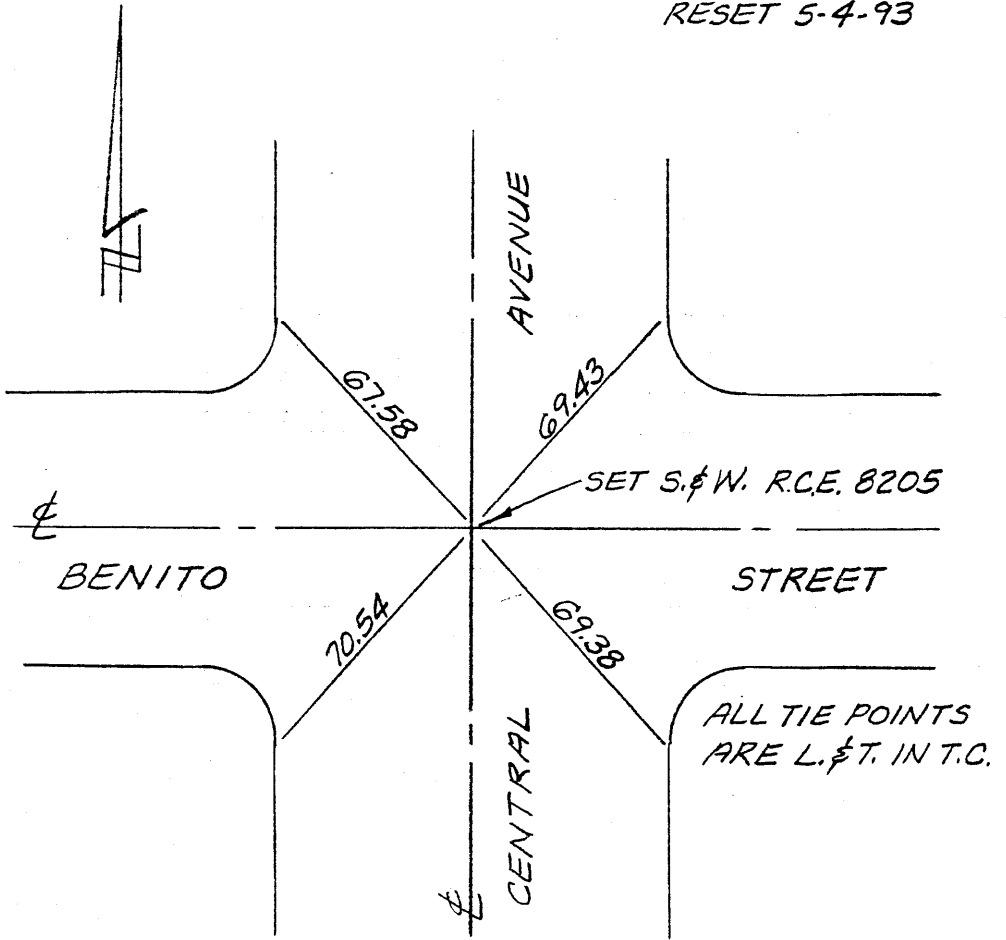 RESET 5-4-93
AVENUE
67.58
69.43
SET S.&W. R.C.E. 8205
℄
BENITO
STREET
70.54
69.38
ALL TIE POINTS
ARE L.&T. IN T.C.
CENTRAL
℄
N